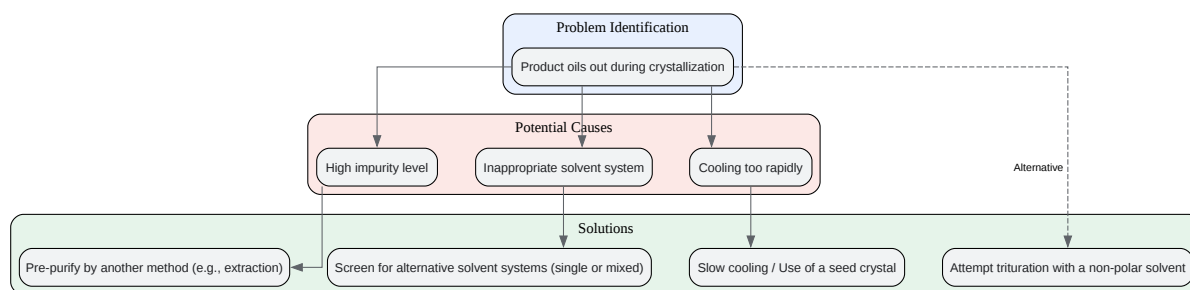 Problem Identification
Product oils out during crystallization
Potential Causes
High impurity level
Inappropriate solvent system
Cooling too rapidly
Alternative
Solutions
Pre-purify by another method (e.g., extraction)
Screen for alternative solvent systems (single or mixed)
Slow cooling / Use of a seed crystal
Attempt trituration with a non-polar solvent